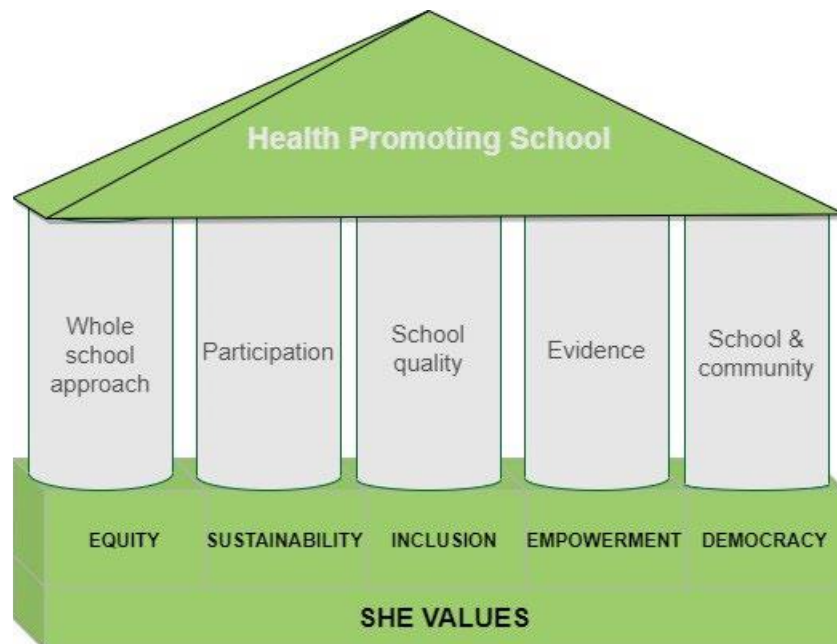 Health Promoting School
Whole
school
approach
Participation
School
quality
Evidence
School &
community
EQUITY
SUSTAINABILITY
INCLUSION
EMPOWERMENT
DEMOCRACY
SHE VALUES